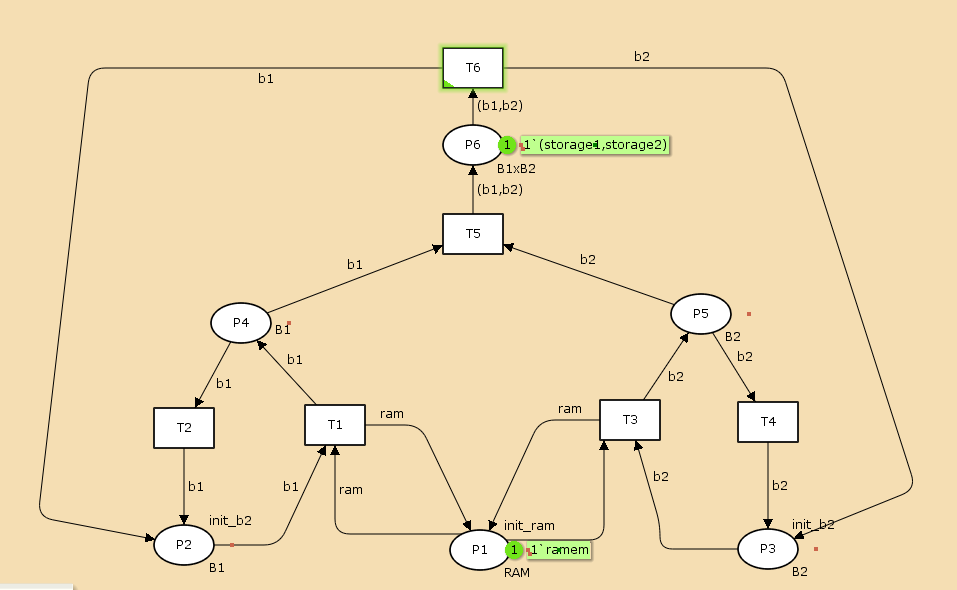 T6
b1
b2
(b1,b2)
P6
1
1`(storage1,storage2)
B1xB2
(b1,b2)
T5
b1
b2
P4
B1
P5
B2
b1
b1
b2
b2
T2
T1
ram
ram
T3
T4
b1
b1
ram
b2
b2
init_b2
P2
B1
init_ram
P1
1
1`ramem
RAM
init_b2
P3
B2